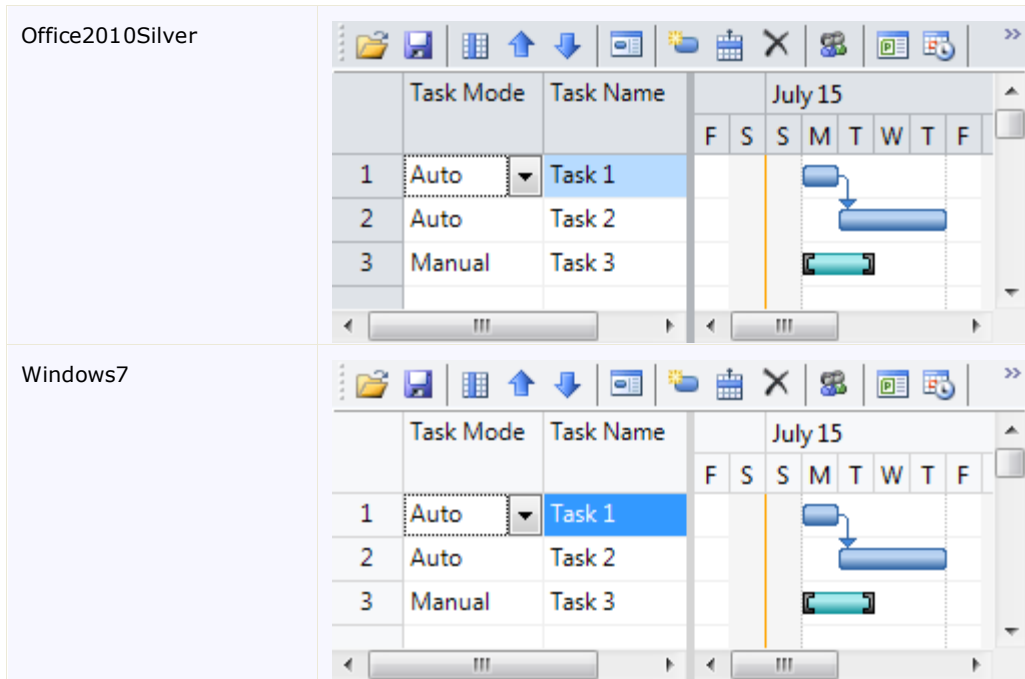 Office2010Silver
Task Mode Task Name July 15
F S S M T W T F
1 Auto Task 1
2 Auto Task 2
3 Manual Task 3
Windows7
Task Mode Task Name July 15
F S S M T W T F
1 Auto Task 1
2 Auto Task 2
3 Manual Task 3